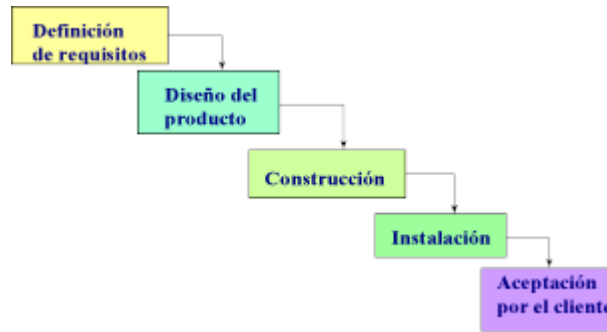 Definición
de requisitos
Diseño del
producto
Construcción
Instalación
Aceptación
por el cliente